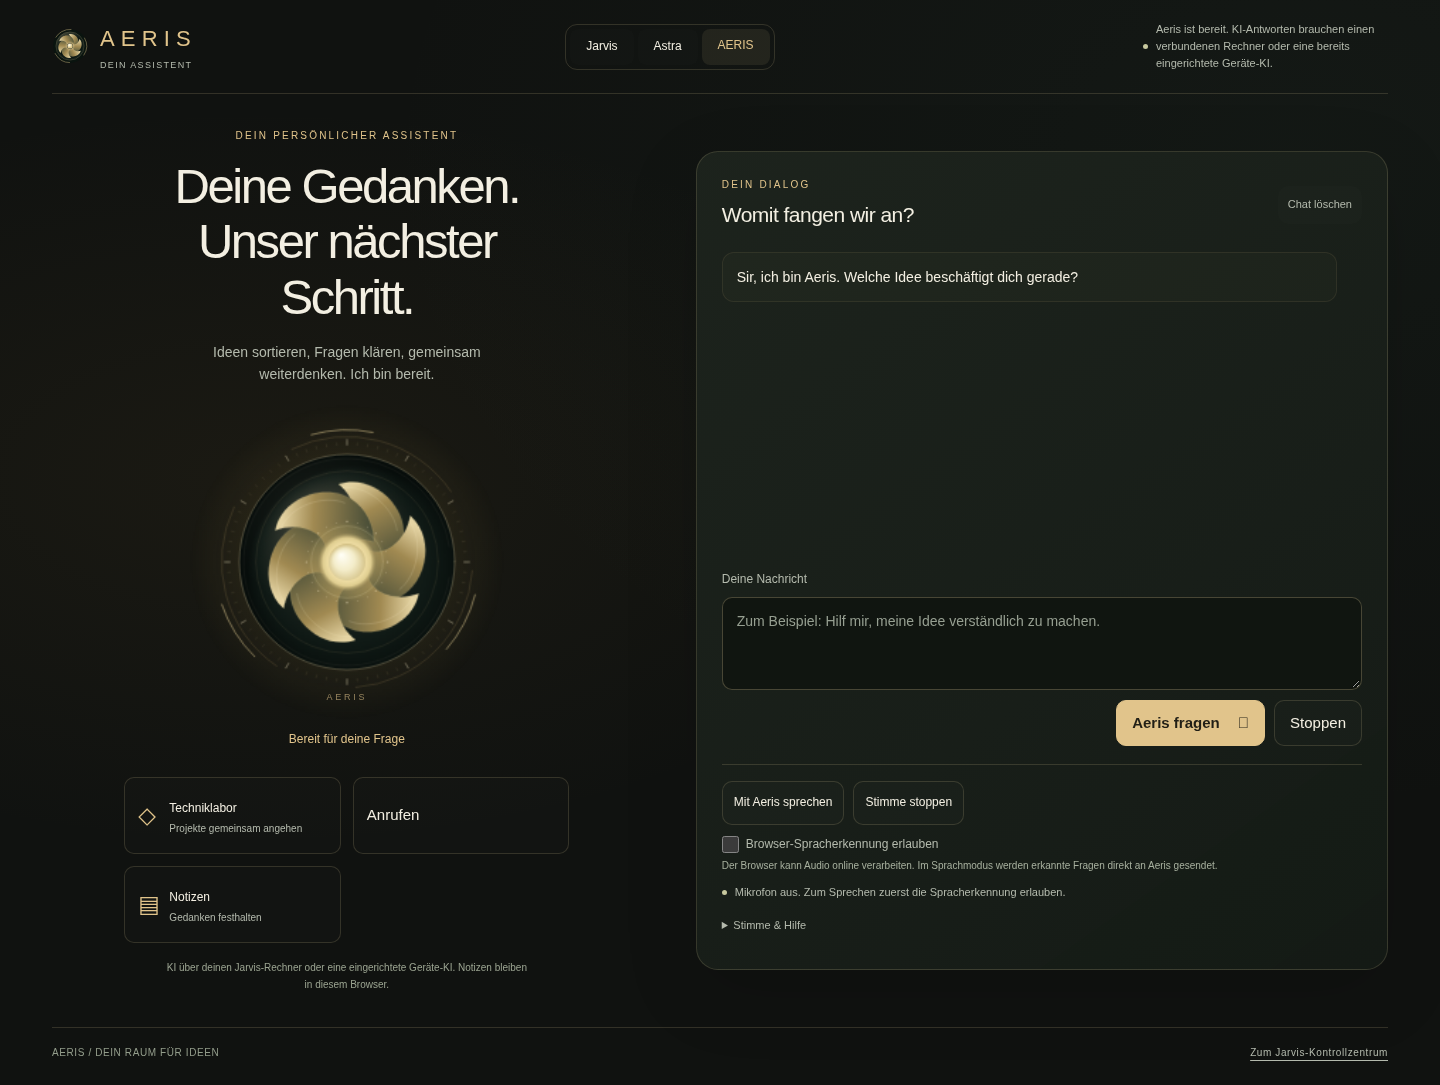 AERIS
DEIN ASSISTENT
Jarvis
Astra
AERIS
Aeris ist bereit. KI-Antworten brauchen einen
verbundenen Rechner oder eine bereits
eingerichtete Geräte-KI.
DEIN PERSÖNLICHER ASSISTENT
Deine Gedanken.
Unser nächster
Schritt.
Ideen sortieren, Fragen klären, gemeinsam
weiterdenken. Ich bin bereit.
AERIS
Bereit für deine Frage
Techniklabor
Projekte gemeinsam angehen
Anrufen
Notizen
Gedanken festhalten
KI über deinen Jarvis-Rechner oder eine eingerichtete Geräte-KI. Notizen bleiben
in diesem Browser.
DEIN DIALOG
Womit fangen wir an?
Chat löschen
Sir, ich bin Aeris. Welche Idee beschäftigt dich gerade?
Deine Nachricht
Zum Beispiel: Hilf mir, meine Idee verständlich zu machen.
Aeris fragen
Stoppen
Mit Aeris sprechen
Stimme stoppen
Browser-Spracherkennung erlauben
Der Browser kann Audio online verarbeiten. Im Sprachmodus werden erkannte Fragen direkt an Aeris gesendet.
Mikrofon aus. Zum Sprechen zuerst die Spracherkennung erlauben.
Stimme & Hilfe
AERIS / DEIN RAUM FÜR IDEEN
Zum Jarvis-Kontrollzentrum